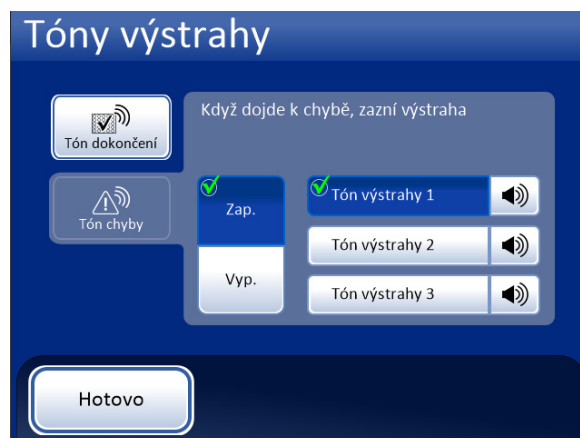 Tóny výstrahy
Tón dokončení
Když dojde k chybě, zazní výstraha
Tón chyby
Zap.
Vyp.
Tón výstrahy 1
Tón výstrahy 2
Tón výstrahy 3
Hotovo